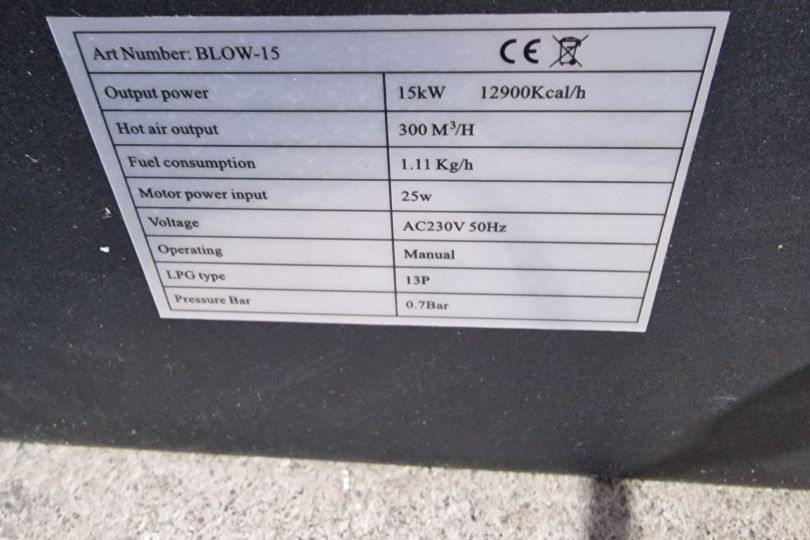 Art Number: BLOW-15 CE
Output power 15kW 12900Kcal/h
Hot air output 300 M³/H
Fuel consumption 1.11 Kg/h
Motor power input 25w
Voltage AC230V 50Hz
Operating Manual
LPG type 13P
Pressure Bar 0.7Bar